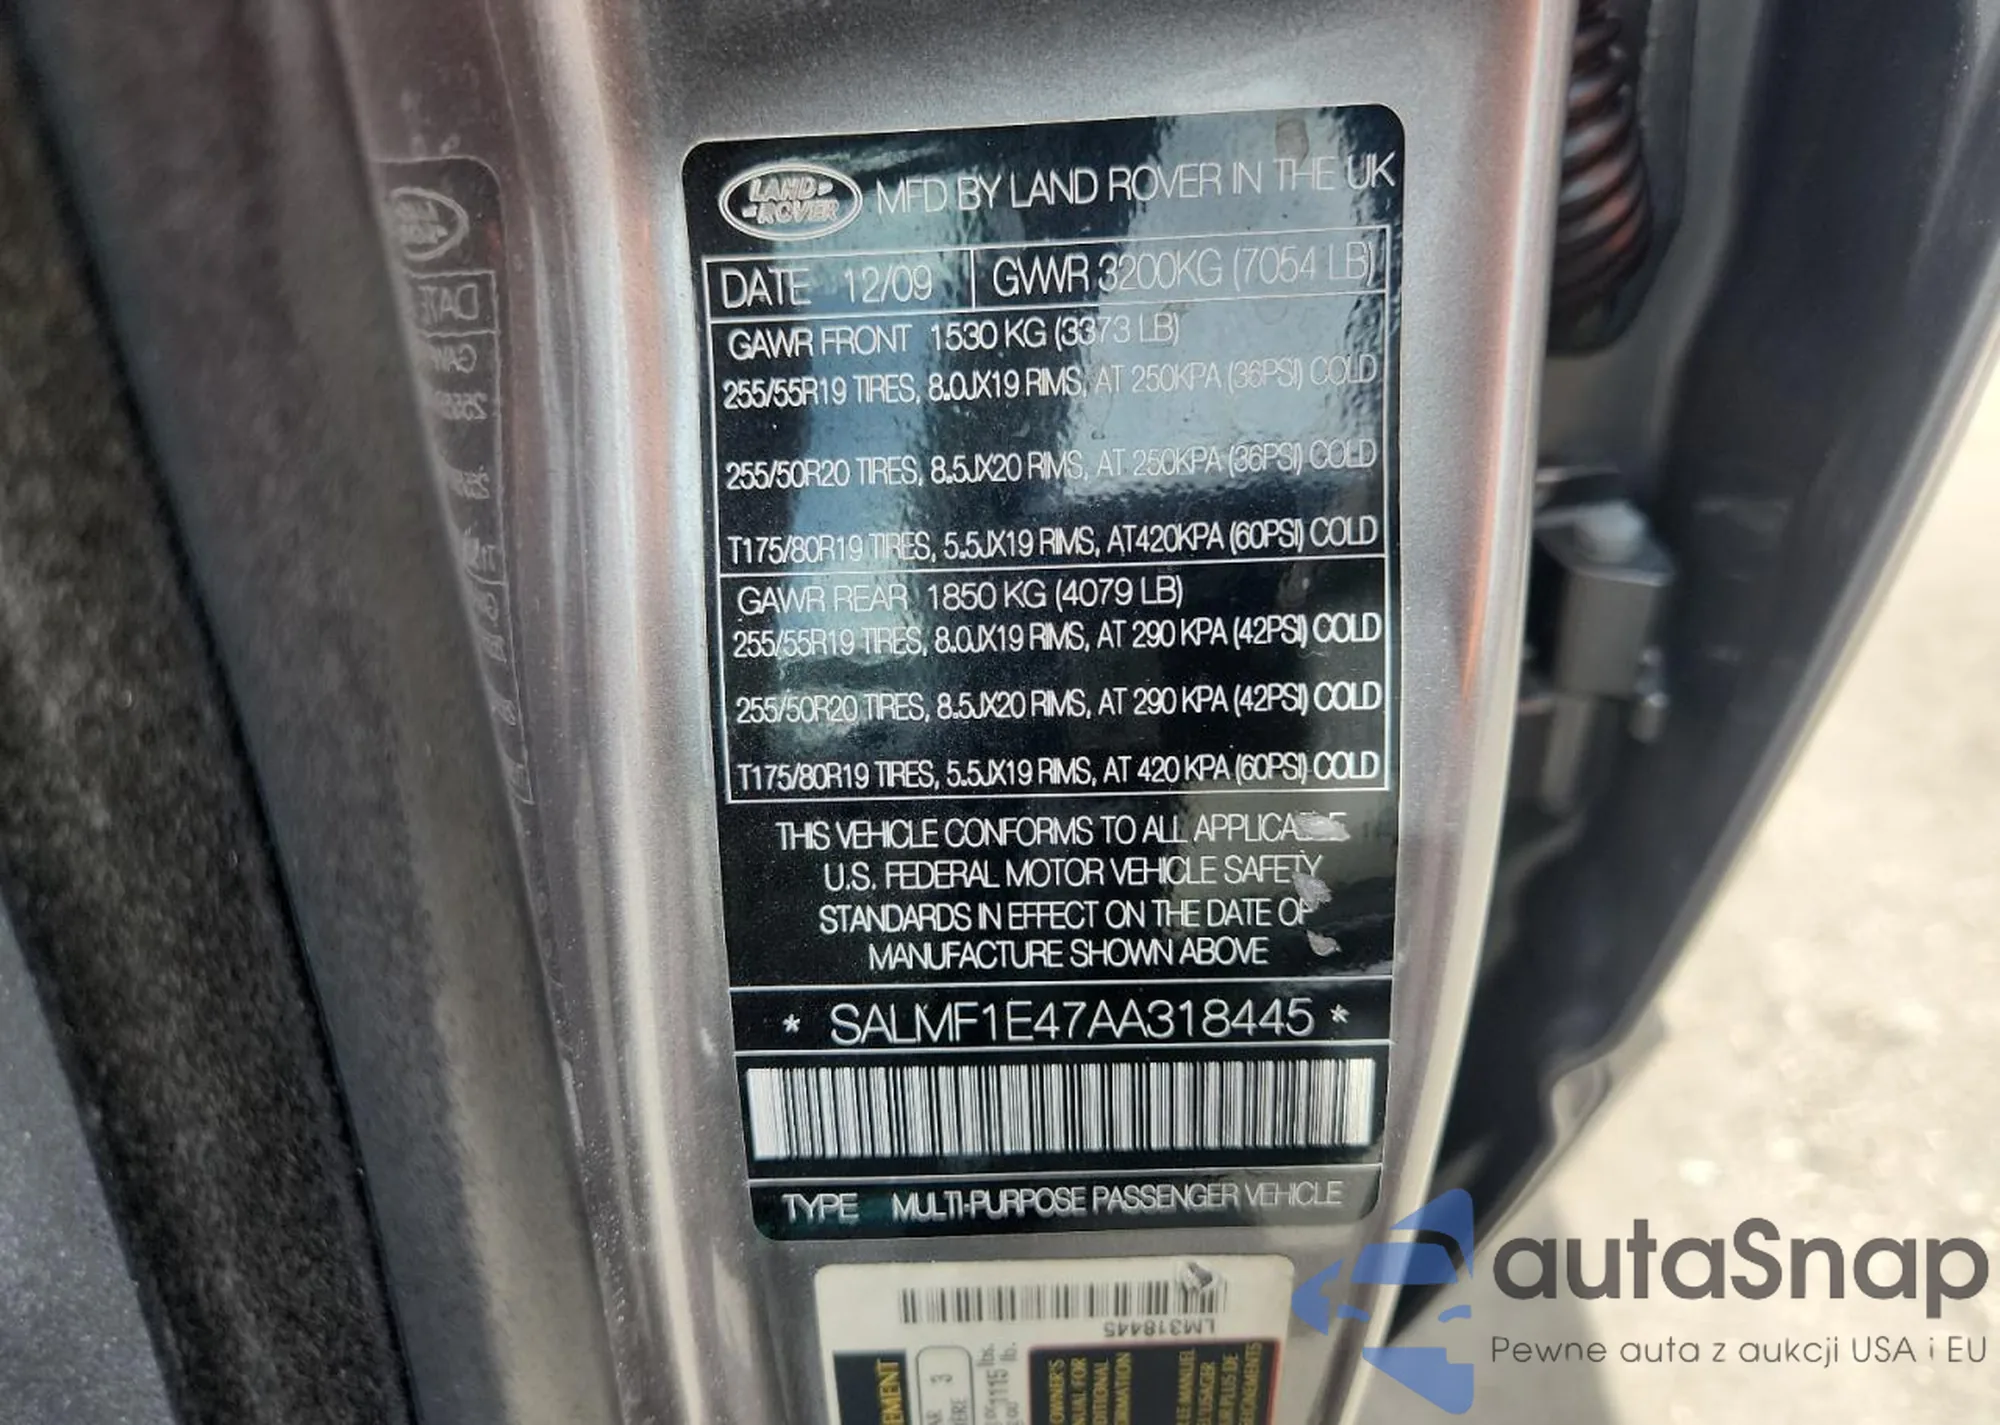 LAND ROVER MFD BY LAND ROVER IN THE UK
DATE 12/09 GVWR 3200KG (7054 LB)
GAWR FRONT 1530 KG (3373 LB)
255/55R19 TIRES, 8.0JX19 RIMS, AT 250KPA (36PSI) COLD
255/50R20 TIRES, 8.5JX20 RIMS, AT 250KPA (36PSI) COLD
T175/80R19 TIRES, 5.5JX19 RIMS, AT420KPA (60PSI) COLD
GAWR REAR 1850 KG (4079 LB)
255/55R19 TIRES, 8.0JX19 RIMS, AT 290 KPA (42PSI) COLD
255/50R20 TIRES, 8.5JX20 RIMS, AT 290 KPA (42PSI) COLD
T175/80R19 TIRES, 5.5JX19 RIMS, AT 420 KPA (60PSI) COLD
THIS VEHICLE CONFORMS TO ALL APPLICABLE
U.S. FEDERAL MOTOR VEHICLE SAFETY
STANDARDS IN EFFECT ON THE DATE OF
MANUFACTURE SHOWN ABOVE
* SALMF1E47AA318445 *
TYPE MULTI-PURPOSE PASSENGER VEHICLE
LM318445
3
1115 lbs.
autaSnap
Pewne auta z aukcji USA i EU